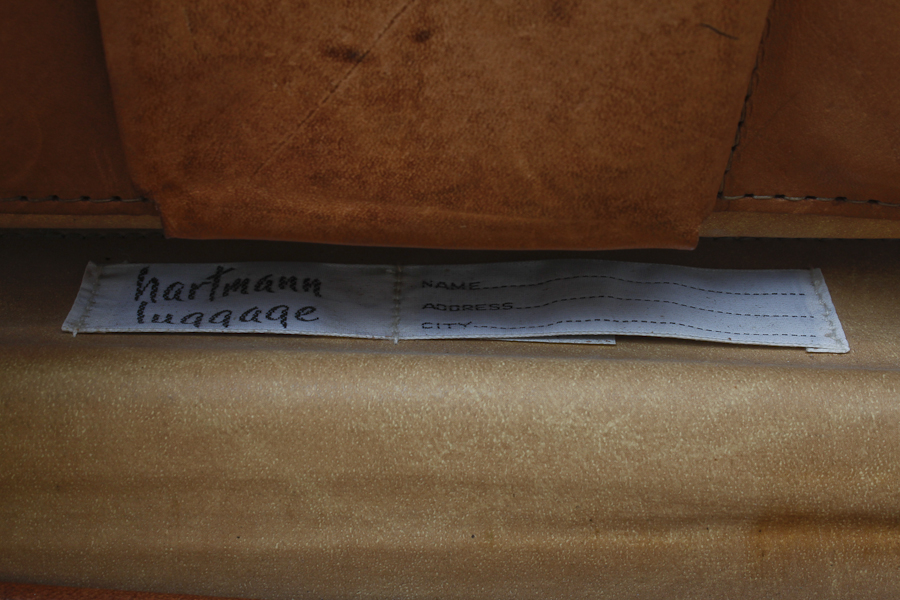 hartmann
luggage
NAME
ADDRESS
CITY